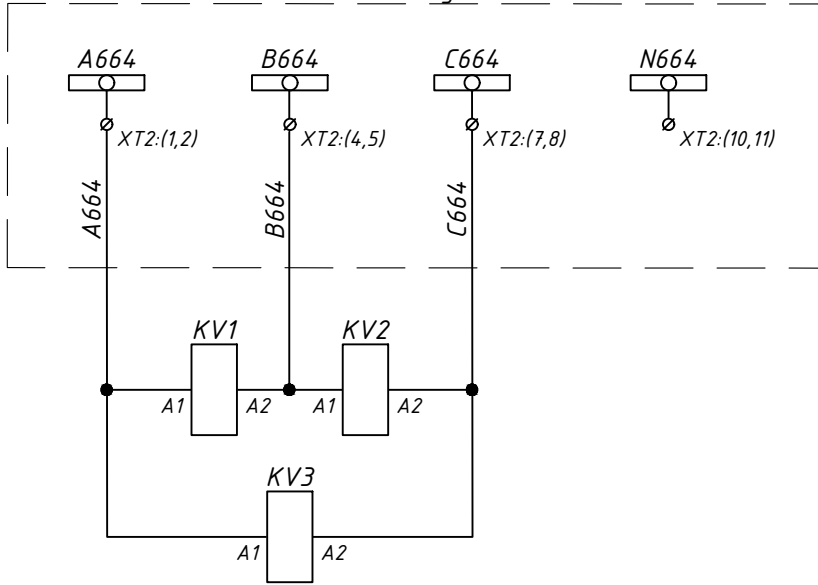 A664 B664 C664 N664
XT2:(1,2) XT2:(4,5) XT2:(7,8) XT2:(10,11)
A664 B664 C664
KV1 KV2
A1 A2 A1 A2
KV3
A1 A2